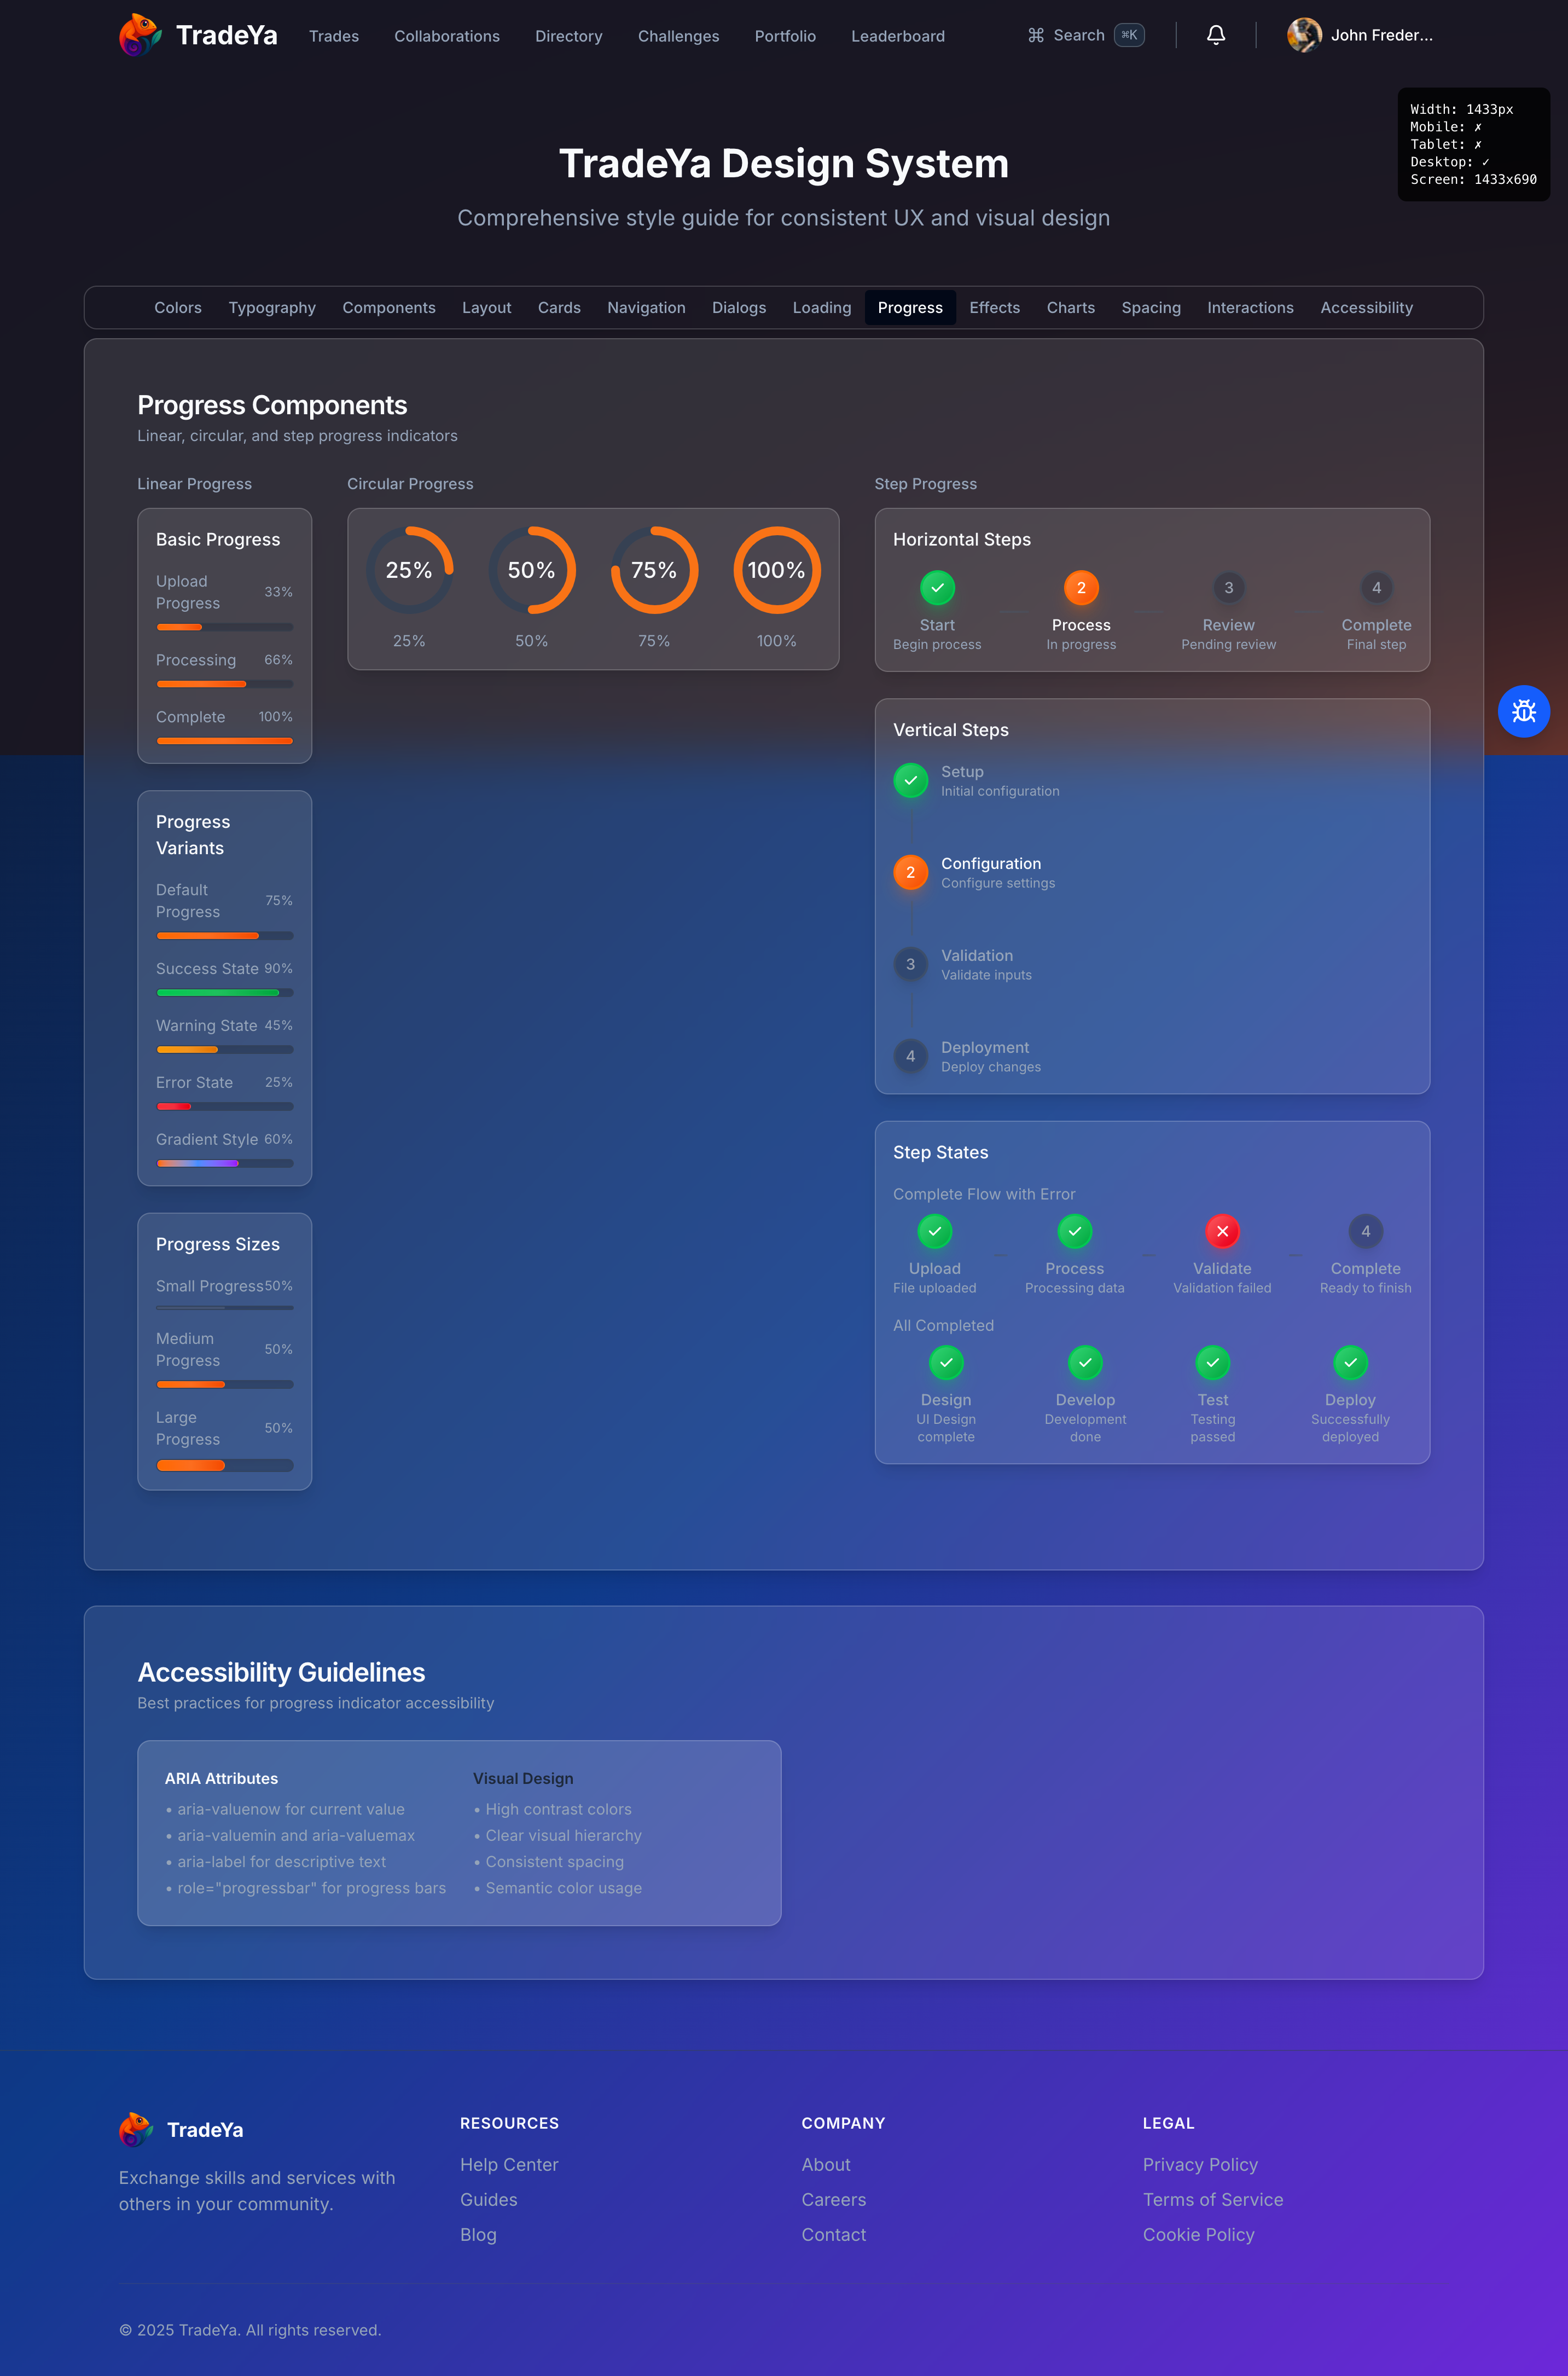 TradeYa
Trades
Collaborations
Directory
Challenges
Portfolio
Leaderboard
⌘ Search ⌘K
John Freder...
Width: 1433px
Mobile: ✗
Tablet: ✗
Desktop: ✓
Screen: 1433x690
TradeYa Design System
Comprehensive style guide for consistent UX and visual design
Colors
Typography
Components
Layout
Cards
Navigation
Dialogs
Loading
Progress
Effects
Charts
Spacing
Interactions
Accessibility
Progress Components
Linear, circular, and step progress indicators
Linear Progress
Basic Progress
Upload
Progress
33%
Processing 66%
Complete 100%
Progress
Variants
Default
Progress
75%
Success State 90%
Warning State 45%
Error State 25%
Gradient Style 60%
Progress Sizes
Small Progress50%
Medium
Progress
50%
Large
Progress
50%
Circular Progress
25%
50%
75%
100%
25%
50%
75%
100%
Step Progress
Horizontal Steps
Start
Begin process
2
Process
In progress
3
Review
Pending review
4
Complete
Final step
Vertical Steps
Setup
Initial configuration
2
Configuration
Configure settings
3
Validation
Validate inputs
4
Deployment
Deploy changes
Step States
Complete Flow with Error
Upload
File uploaded
Process
Processing data
Validate
Validation failed
4
Complete
Ready to finish
All Completed
Design
UI Design
complete
Develop
Development
done
Test
Testing
passed
Deploy
Successfully
deployed
Accessibility Guidelines
Best practices for progress indicator accessibility
ARIA Attributes
• aria-valuenow for current value
• aria-valuemin and aria-valuemax
• aria-label for descriptive text
• role="progressbar" for progress bars
Visual Design
• High contrast colors
• Clear visual hierarchy
• Consistent spacing
• Semantic color usage
TradeYa
Exchange skills and services with
others in your community.
RESOURCES
Help Center
Guides
Blog
COMPANY
About
Careers
Contact
LEGAL
Privacy Policy
Terms of Service
Cookie Policy
© 2025 TradeYa. All rights reserved.